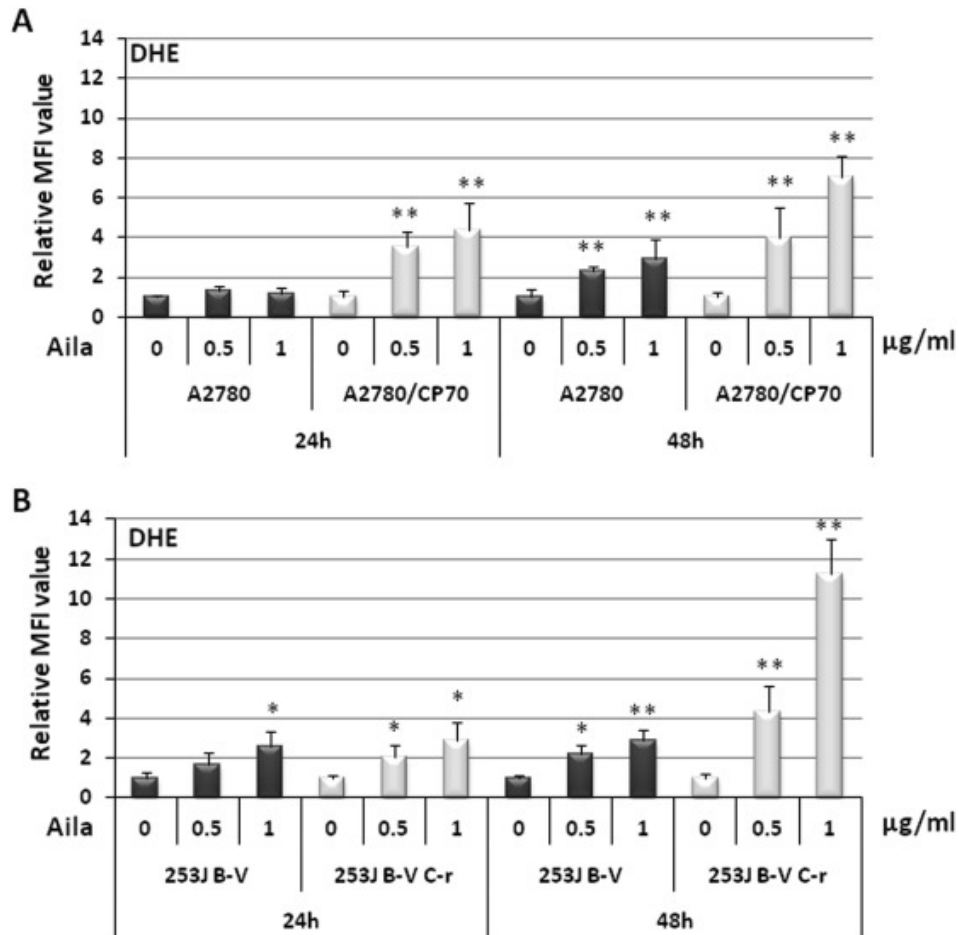 A
14
DHE
12
10
8
6
4
2
0
Relative MFI value
** ** ** ** ** **
Aila 0 0.5 1 0 0.5 1 0 0.5 1 0 0.5 1 µg/ml
A2780 A2780/CP70 A2780 A2780/CP70
24h 48h
B
14
DHE
12
10
8
6
4
2
0
Relative MFI value
* * * * ** ** **
Aila 0 0.5 1 0 0.5 1 0 0.5 1 0 0.5 1 µg/ml
253J B-V 253J B-V C-r 253J B-V 253J B-V C-r
24h 48h